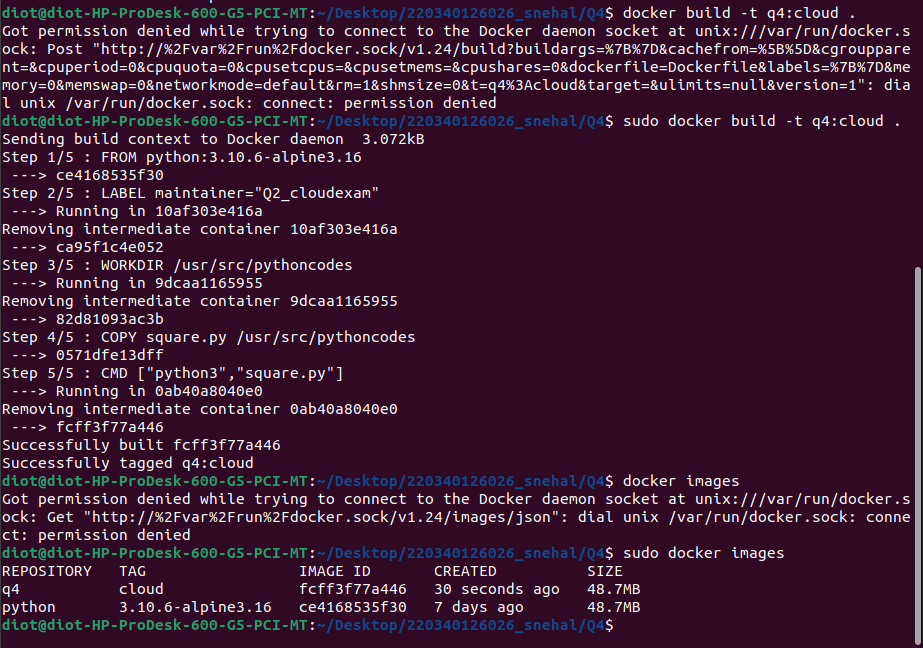 diot@diot-HP-ProDesk-600-G5-PCI-MT:~/Desktop/220340126026_snehal/Q4$ docker build -t q4:cloud .
Got permission denied while trying to connect to the Docker daemon socket at unix:///var/run/docker.s
ock: Post "http://%2Fvar%2Frun%2Fdocker.sock/v1.24/build?buildargs=%7B%7D&cachefrom=%5B%5D&cgrouppare
nt=&cpuperiod=0&cpuquota=0&cpusetcpus=&cpusetmems=&cpushares=0&dockerfile=Dockerfile&labels=%7B%7D&me
mory=0&memswap=0&networkmode=default&rm=1&shmsize=0&t=q4%3Acloud&target=&ulimits=null&version=1": dia
l unix /var/run/docker.sock: connect: permission denied
diot@diot-HP-ProDesk-600-G5-PCI-MT:~/Desktop/220340126026_snehal/Q4$ sudo docker build -t q4:cloud .
Sending build context to Docker daemon  3.072kB
Step 1/5 : FROM python:3.10.6-alpine3.16
 ---> ce4168535f30
Step 2/5 : LABEL maintainer="Q2_cloudexam"
 ---> Running in 10af303e416a
Removing intermediate container 10af303e416a
 ---> ca95f1c4e052
Step 3/5 : WORKDIR /usr/src/pythoncodes
 ---> Running in 9dcaa1165955
Removing intermediate container 9dcaa1165955
 ---> 82d81093ac3b
Step 4/5 : COPY square.py /usr/src/pythoncodes
 ---> 0571dfe13dff
Step 5/5 : CMD ["python3","square.py"]
 ---> Running in 0ab40a8040e0
Removing intermediate container 0ab40a8040e0
 ---> fcff3f77a446
Successfully built fcff3f77a446
Successfully tagged q4:cloud
diot@diot-HP-ProDesk-600-G5-PCI-MT:~/Desktop/220340126026_snehal/Q4$ docker images
Got permission denied while trying to connect to the Docker daemon socket at unix:///var/run/docker.s
ock: Get "http://%2Fvar%2Frun%2Fdocker.sock/v1.24/images/json": dial unix /var/run/docker.sock: conne
ct: permission denied
diot@diot-HP-ProDesk-600-G5-PCI-MT:~/Desktop/220340126026_snehal/Q4$ sudo docker images
REPOSITORY   TAG                 IMAGE ID       CREATED          SIZE
q4           cloud               fcff3f77a446   30 seconds ago   48.7MB
python       3.10.6-alpine3.16   ce4168535f30   7 days ago       48.7MB
diot@diot-HP-ProDesk-600-G5-PCI-MT:~/Desktop/220340126026_snehal/Q4$